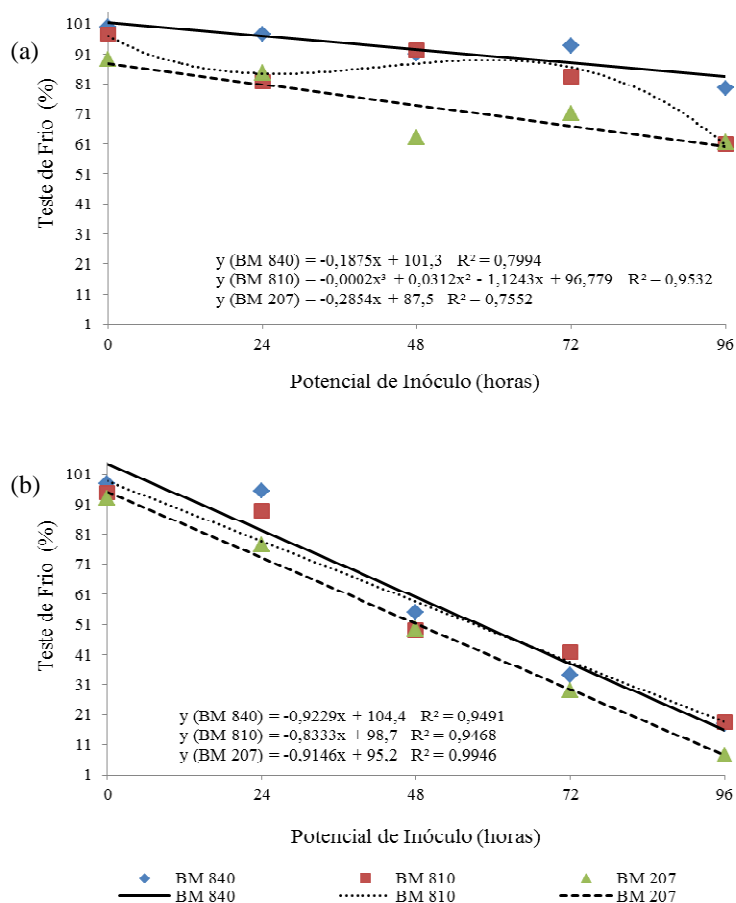 (a)
Teste de Frio (%)
101
91
81
71
61
51
41
31
21
11
1
y (BM 840) = -0,1875x + 101,3 R² = 0,7994
y (BM 810) = -0,0002x³ + 0,0312x² - 1,1243x + 96,779 R² = 0,9532
y (BM 207) = -0,2854x + 87,5 R² = 0,7552
0 24 48 72 96
Potencial de Inóculo (horas)
(b)
Teste de Frio (%)
101
91
81
71
61
51
41
31
21
11
1
y (BM 840) = -0,9229x + 104,4 R² = 0,9491
y (BM 810) = -0,8333x + 98,7 R² = 0,9468
y (BM 207) = -0,9146x + 95,2 R² = 0,9946
0 24 48 72 96
Potencial de Inóculo (horas)
BM 840 BM 810 BM 207
BM 840 BM 810 BM 207